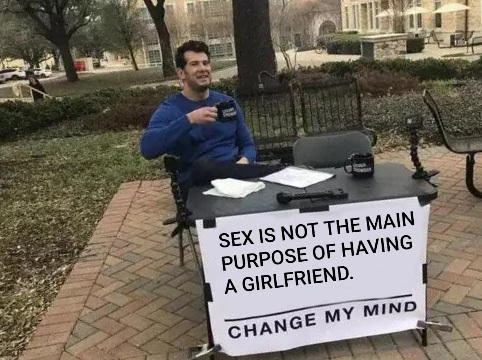 SEX IS NOT THE MAIN
PURPOSE OF HAVING
A GIRLFRIEND.
CHANGE MY MIND